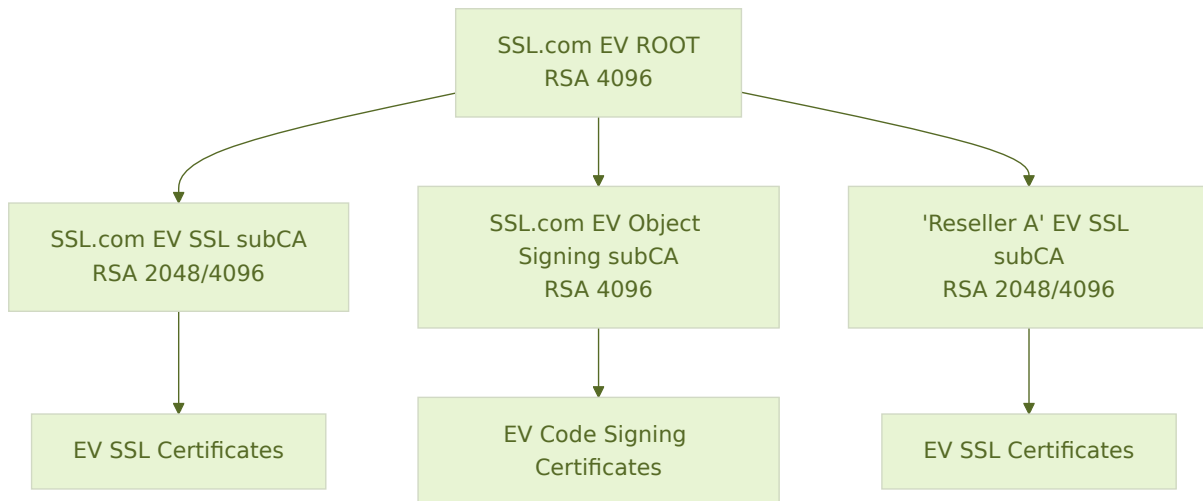 SSL.com EV ROOT
RSA 4096
SSL.com EV SSL subCA
RSA 2048/4096
SSL.com EV Object
Signing subCA
RSA 4096
'Reseller A' EV SSL
subCA
RSA 2048/4096
EV SSL Certificates
EV Code Signing
Certificates
EV SSL Certificates